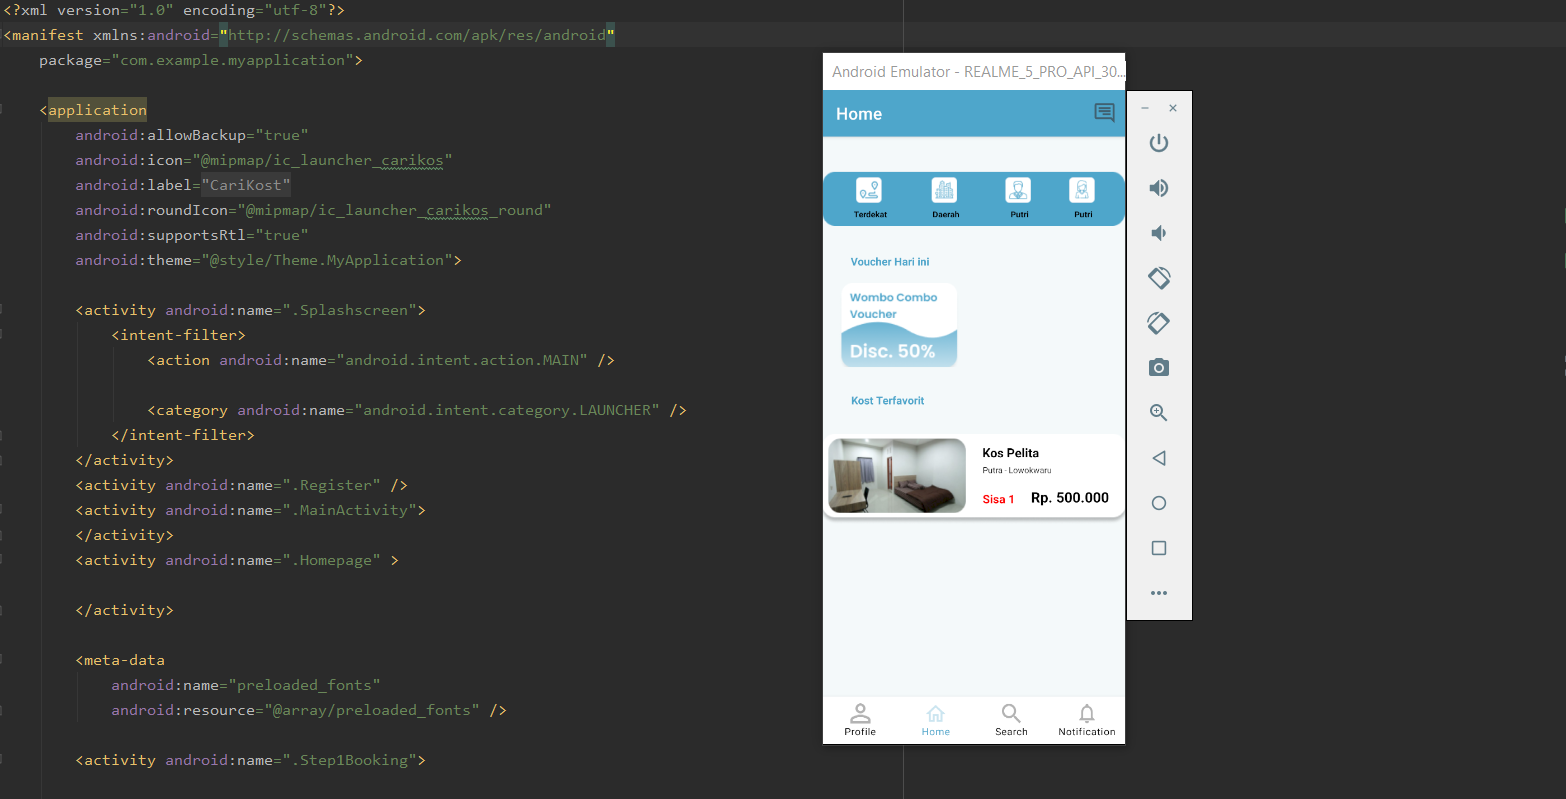 <?xml version="1.0" encoding="utf-8"?>
<manifest xmlns:android="http://schemas.android.com/apk/res/android"
package="com.example.myapplication">
<application
android:allowBackup="true"
android:icon="@mipmap/ic_launcher_carikos"
android:label="CariKost"
android:roundIcon="@mipmap/ic_launcher_carikos_round"
android:supportsRtl="true"
android:theme="@style/Theme.MyApplication">
<activity android:name=".Splashscreen">
<intent-filter>
<action android:name="android.intent.action.MAIN" />
<category android:name="android.intent.category.LAUNCHER" />
</intent-filter>
</activity>
<activity android:name=".Register" />
<activity android:name=".MainActivity">
</activity>
<activity android:name=".Homepage" >
</activity>
<meta-data
android:name="preloaded_fonts"
android:resource="@array/preloaded_fonts" />
<activity android:name=".Step1Booking">
Android Emulator - REALME_5_PRO_API_30...
Home
Terdekat Daerah Putri Putri
Voucher Hari ini
Wombo Combo
Voucher
Disc. 50%
Kost Terfavorit
Kos Pelita
Putra - Lowokwaru
Sisa 1 Rp. 500.000
Profile Home Search Notification